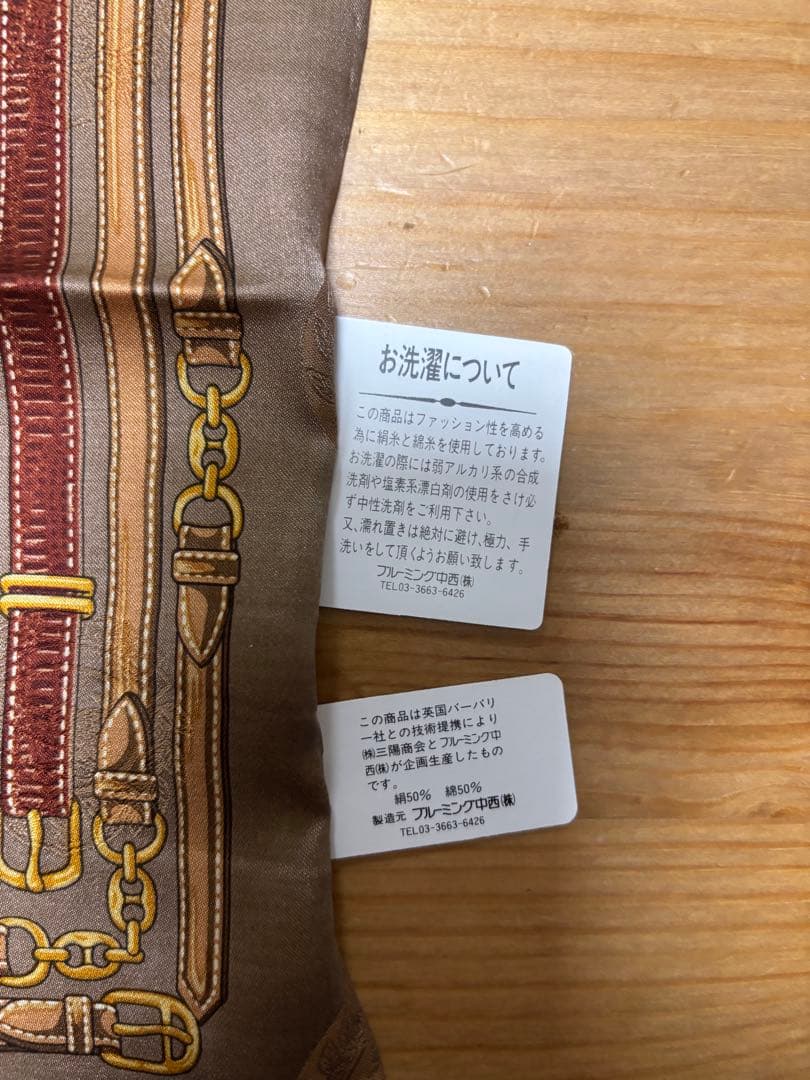 お洗濯について
この商品はファッション性を高める
為に絹糸と綿糸を使用しております。
お洗濯の際には弱アルカリ系の合成
洗剤や塩素系漂白剤の使用をさけ必
ず中性洗剤をご利用下さい。
又、濡れ置きは絶対に避け、極力、手
洗いをして頂くようお願い致します。
ブルーミング中西(株)
TEL03-3663-6426
この商品は英国バーバリ
一社との技術提携により
(株)三陽商会とブルーミング中
西(株)が企画生産したもの
です。
絹50% 綿50%
製造元 ブルーミング中西(株)
TEL03-3663-6426